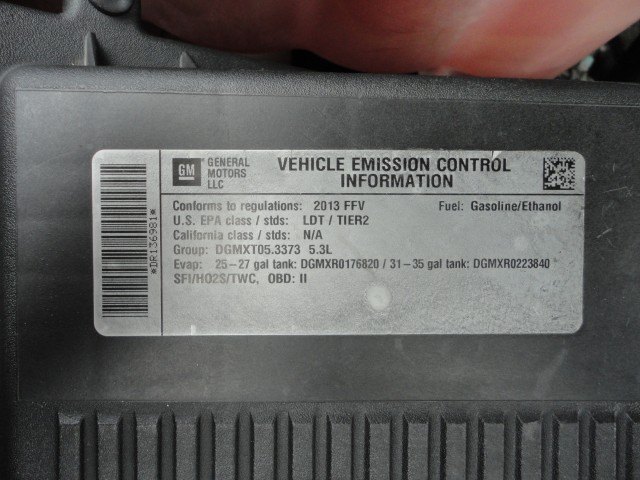 GM
GENERAL
MOTORS
LLC
VEHICLE EMISSION CONTROL
INFORMATION
Conforms to regulations: 2013 FFV Fuel: Gasoline/Ethanol
U.S. EPA class / stds: LDT / TIER2
California class / stds: N/A
Group: DGMXT05.3373 5.3L
Evap: 25-27 gal tank: DGMXR0176820 / 31-35 gal tank: DGMXR0223840
SFI/HO2S/TWC, OBD: II
*DR136981*